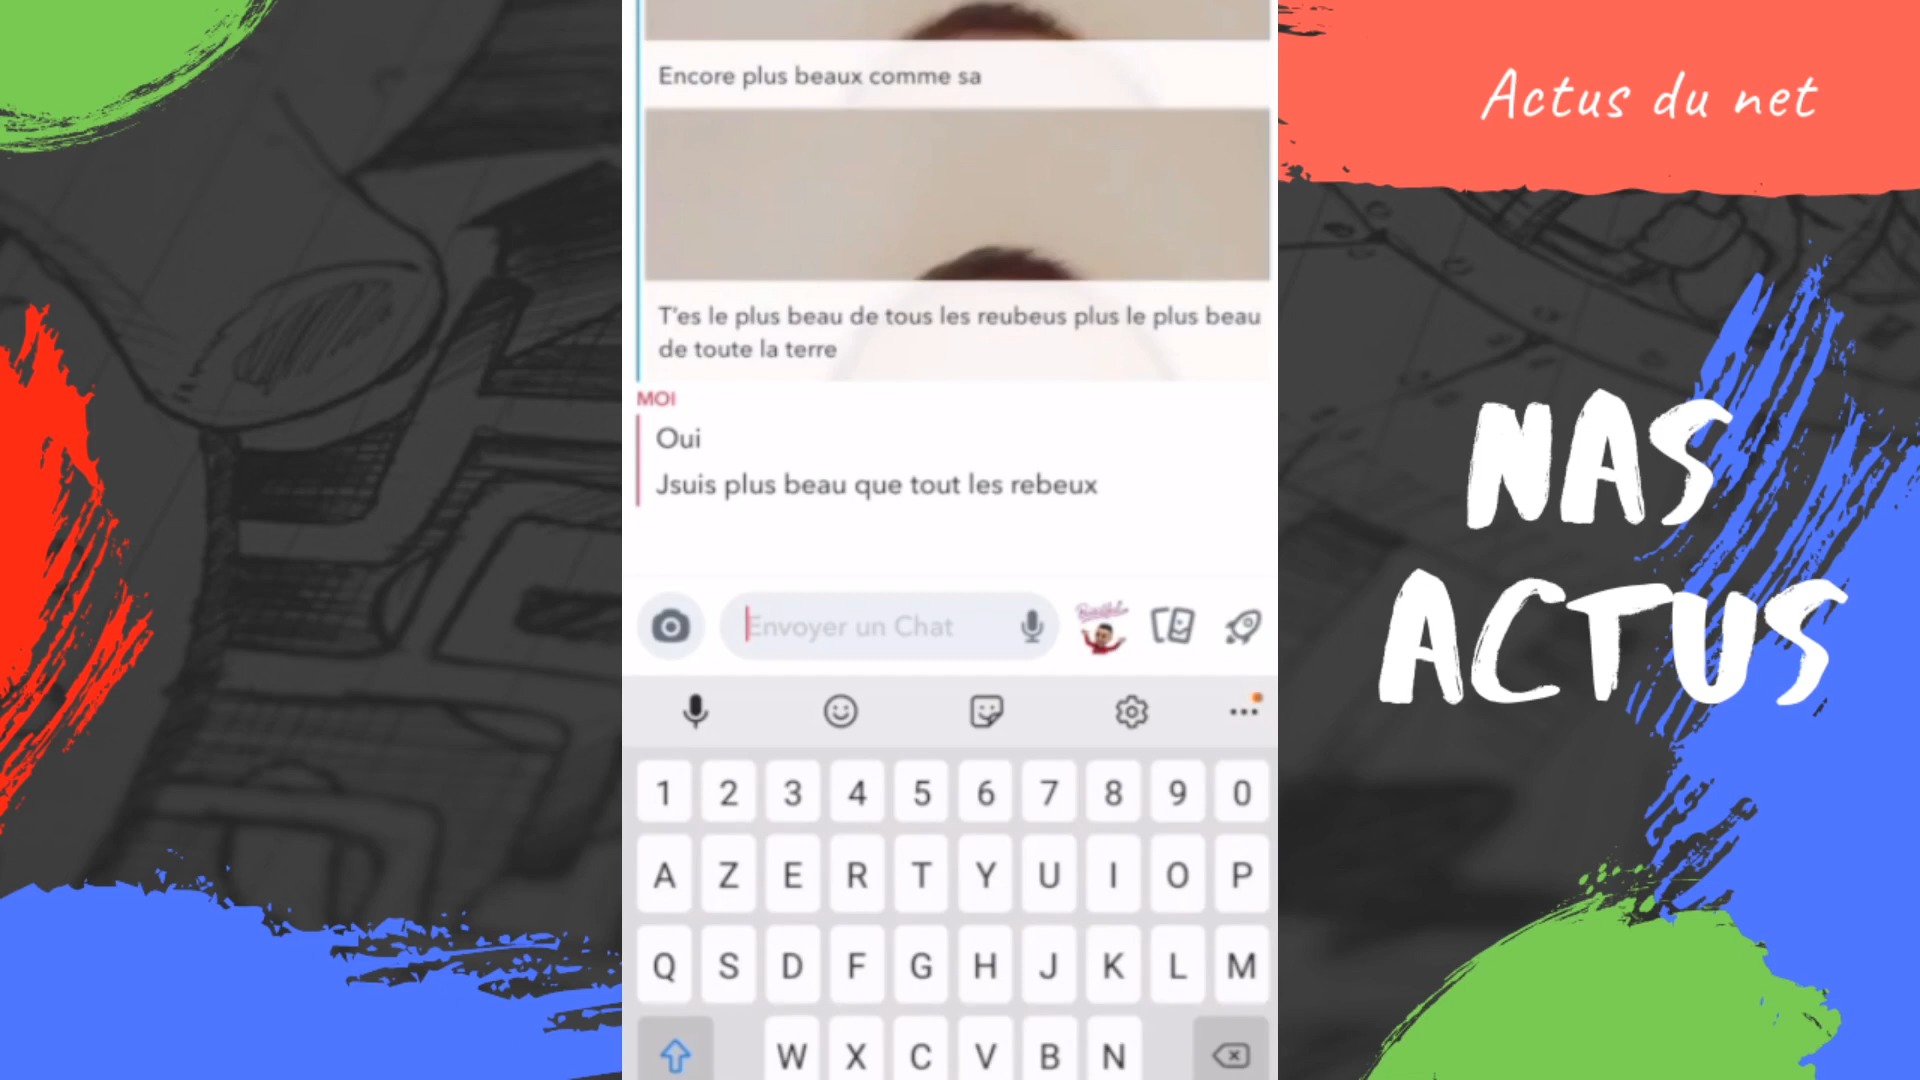 Encore plus beaux comme sa
T'es le plus beau de tous les reubeus plus le plus beau
de toute la terre
MOI
Oui
Jsuis plus beau que tout les rebeux
Envoyer un Chat
1 2 3 4 5 6 7 8 9 0
A Z E R T Y U I O P
Q S D F G H J K L M
W X C V B N
Actus du net
NAS
ACTUS